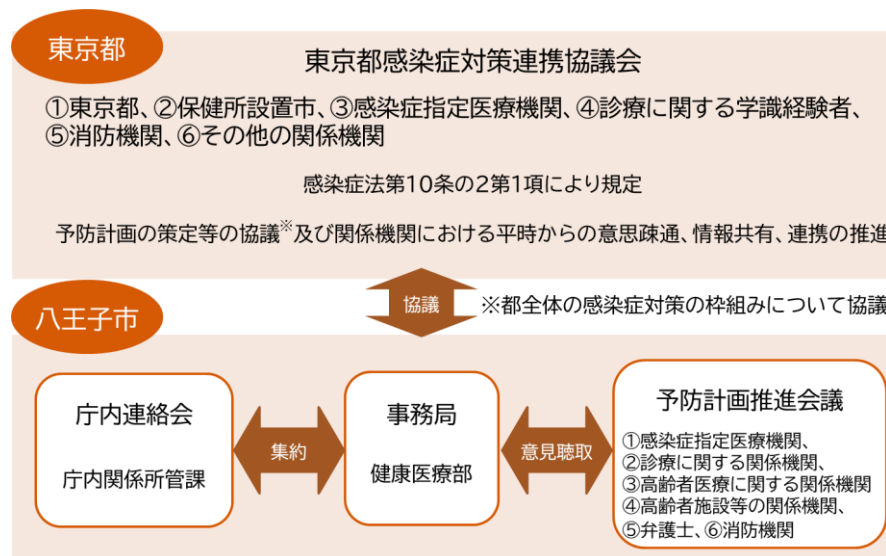 東京都
東京都感染症対策連携協議会
①東京都、②保健所設置市、③感染症指定医療機関、④診療に関する学識経験者、
⑤消防機関、⑥その他の関係機関
感染症法第10条の2第1項により規定
予防計画の策定等の協議※及び関係機関における平時からの意思疎通、情報共有、連携の推進
協議
※都全体の感染症対策の枠組みについて協議
八王子市
庁内連絡会
庁内関係所管課
集約
事務局
健康医療部
意見聴取
予防計画推進会議
①感染症指定医療機関、
②診療に関する関係機関、
③高齢者医療に関する関係機関
④高齢者施設等の関係機関、
⑤弁護士、⑥消防機関